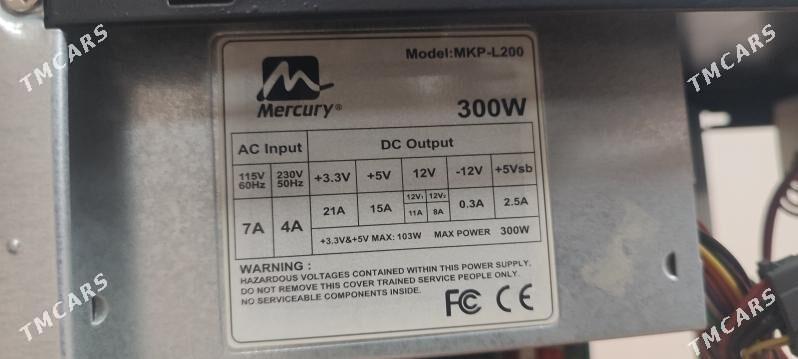 Model:MKP-L200
Mercury®
300W
AC Input DC Output
115V 60Hz 230V 50Hz +3.3V +5V 12V -12V +5Vsb
7A 4A 21A 15A 12V1 12V2 11A 8A 0.3A 2.5A
+3.3V&+5V MAX: 103W MAX POWER 300W
WARNING :
HAZARDOUS VOLTAGES CONTAINED WITHIN THIS POWER SUPPLY.
DO NOT REMOVE THIS COVER TRAINED SERVICE PEOPLE ONLY.
NO SERVICEABLE COMPONENTS INSIDE.
FC CE
TMCARS
TMCARS
TMCARS
TMCARS
TMCARS